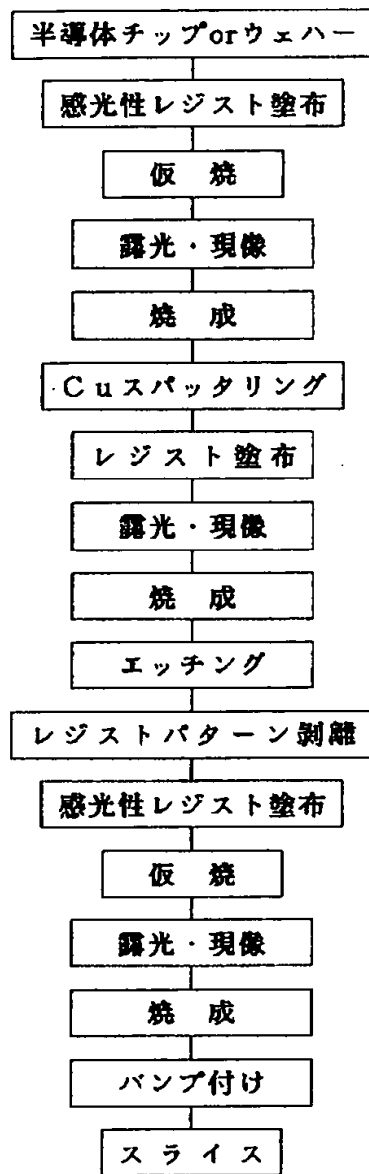 半導体チップorウェハー
感光性レジスト塗布
仮焼
露光・現像
焼成
Cuスパッタリング
レジスト塗布
露光・現像
焼成
エッチング
レジストパターン剥離
感光性レジスト塗布
仮焼
露光・現像
焼成
バンプ付け
スライス